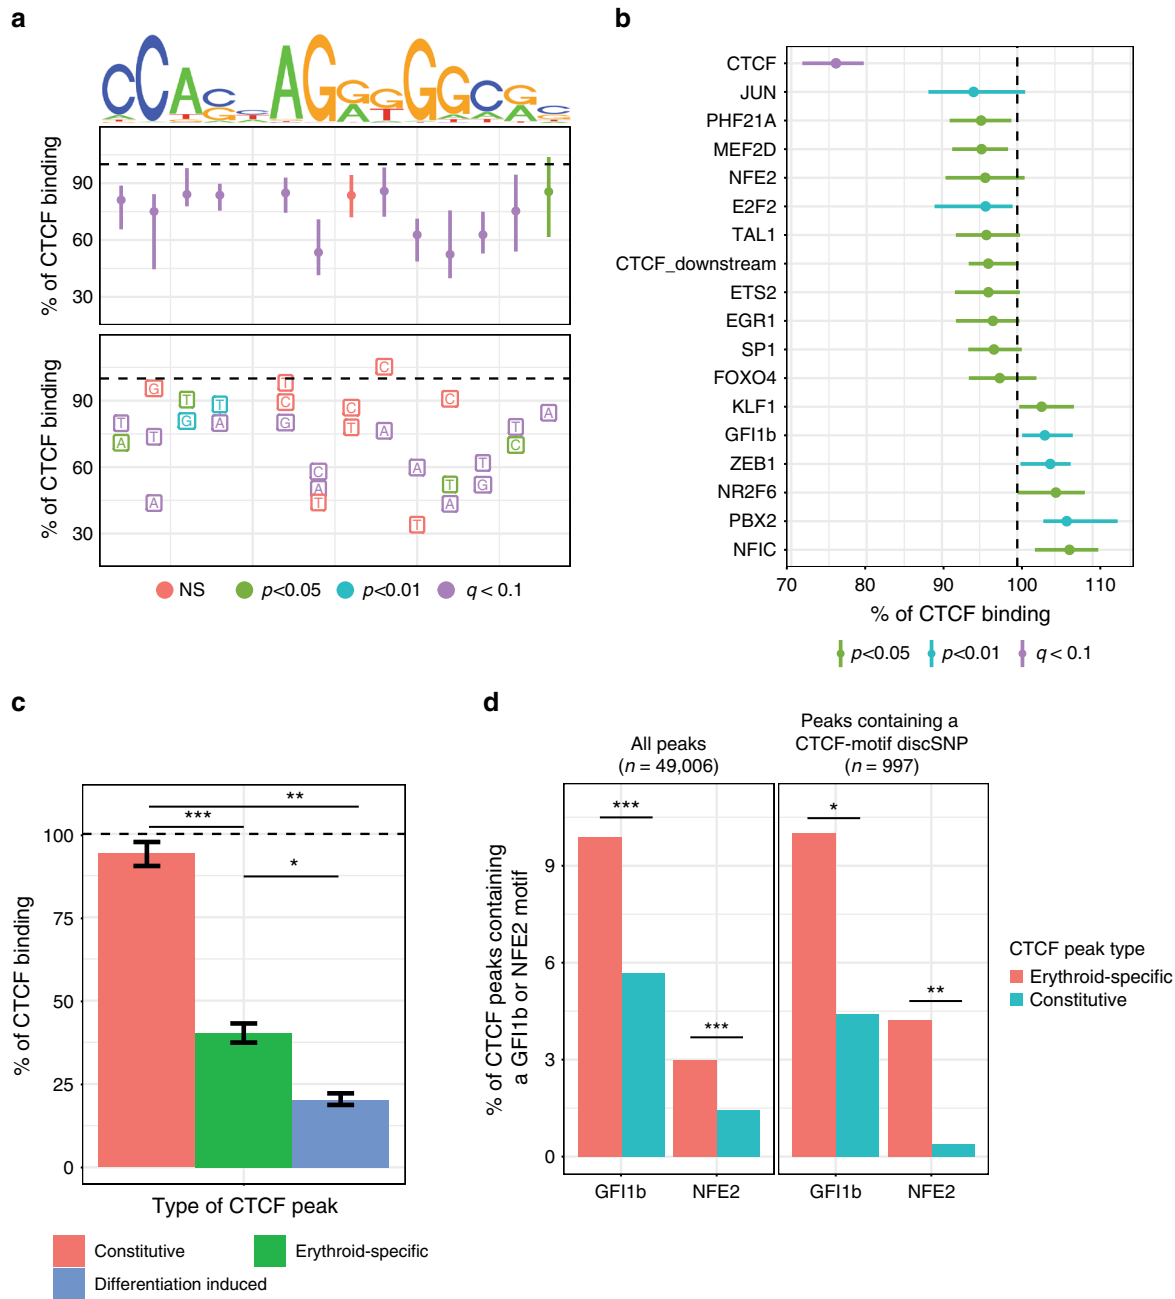 a
CCACCAGGGGGCGC
% of CTCF binding
90
60
30
% of CTCF binding
90
60
30
G
C
T
T
C
C
T
T
G
T
A
C
C
T
A
G
T
A
T
A
A
C
A
T
A
T
T
A
T
C
T
A
NS
p<0.05
p<0.01
q < 0.1
b
CTCF
JUN
PHF21A
MEF2D
NFE2
E2F2
TAL1
CTCF_downstream
ETS2
EGR1
SP1
FOXO4
KLF1
GFI1b
ZEB1
NR2F6
PBX2
NFIC
70
80
90
100
110
% of CTCF binding
p<0.05
p<0.01
q < 0.1
c
% of CTCF binding
100
75
50
25
0
**
***
*
Type of CTCF peak
Constitutive
Erythroid-specific
Differentiation induced
d
All peaks
(n = 49,006)
Peaks containing a
CTCF-motif discSNP
(n = 997)
% of CTCF peaks containing
a GFI1b or NFE2 motif
9
6
3
0
***
***
*
**
GFI1b
NFE2
GFI1b
NFE2
CTCF peak type
Erythroid-specific
Constitutive